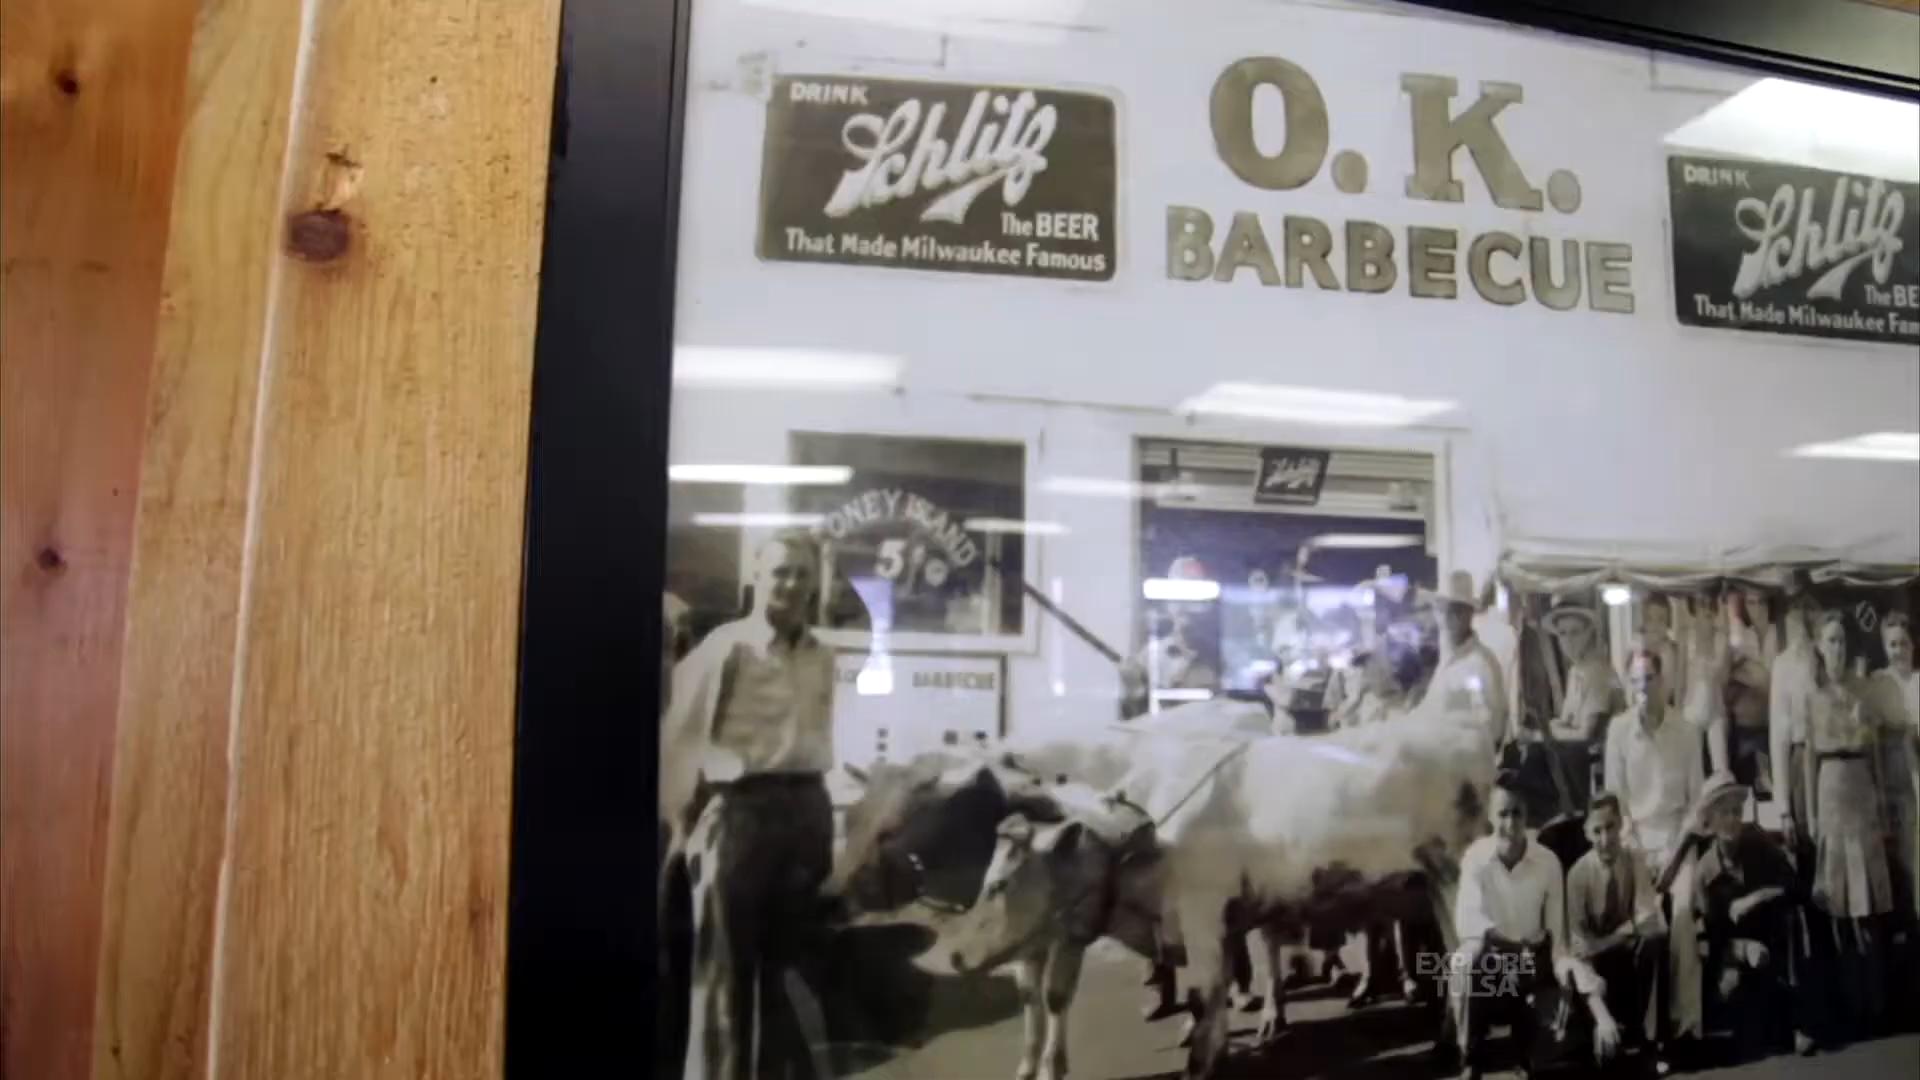 DRINK
Schlitz
The BEER
That Made Milwaukee Famous
O. K.
BARBECUE
DRINK
Schlitz
The BE
That Made Milwaukee Fam
Schlitz
ONEY ISLAND
5¢
BARBECUE
EXPLORE
TULSA